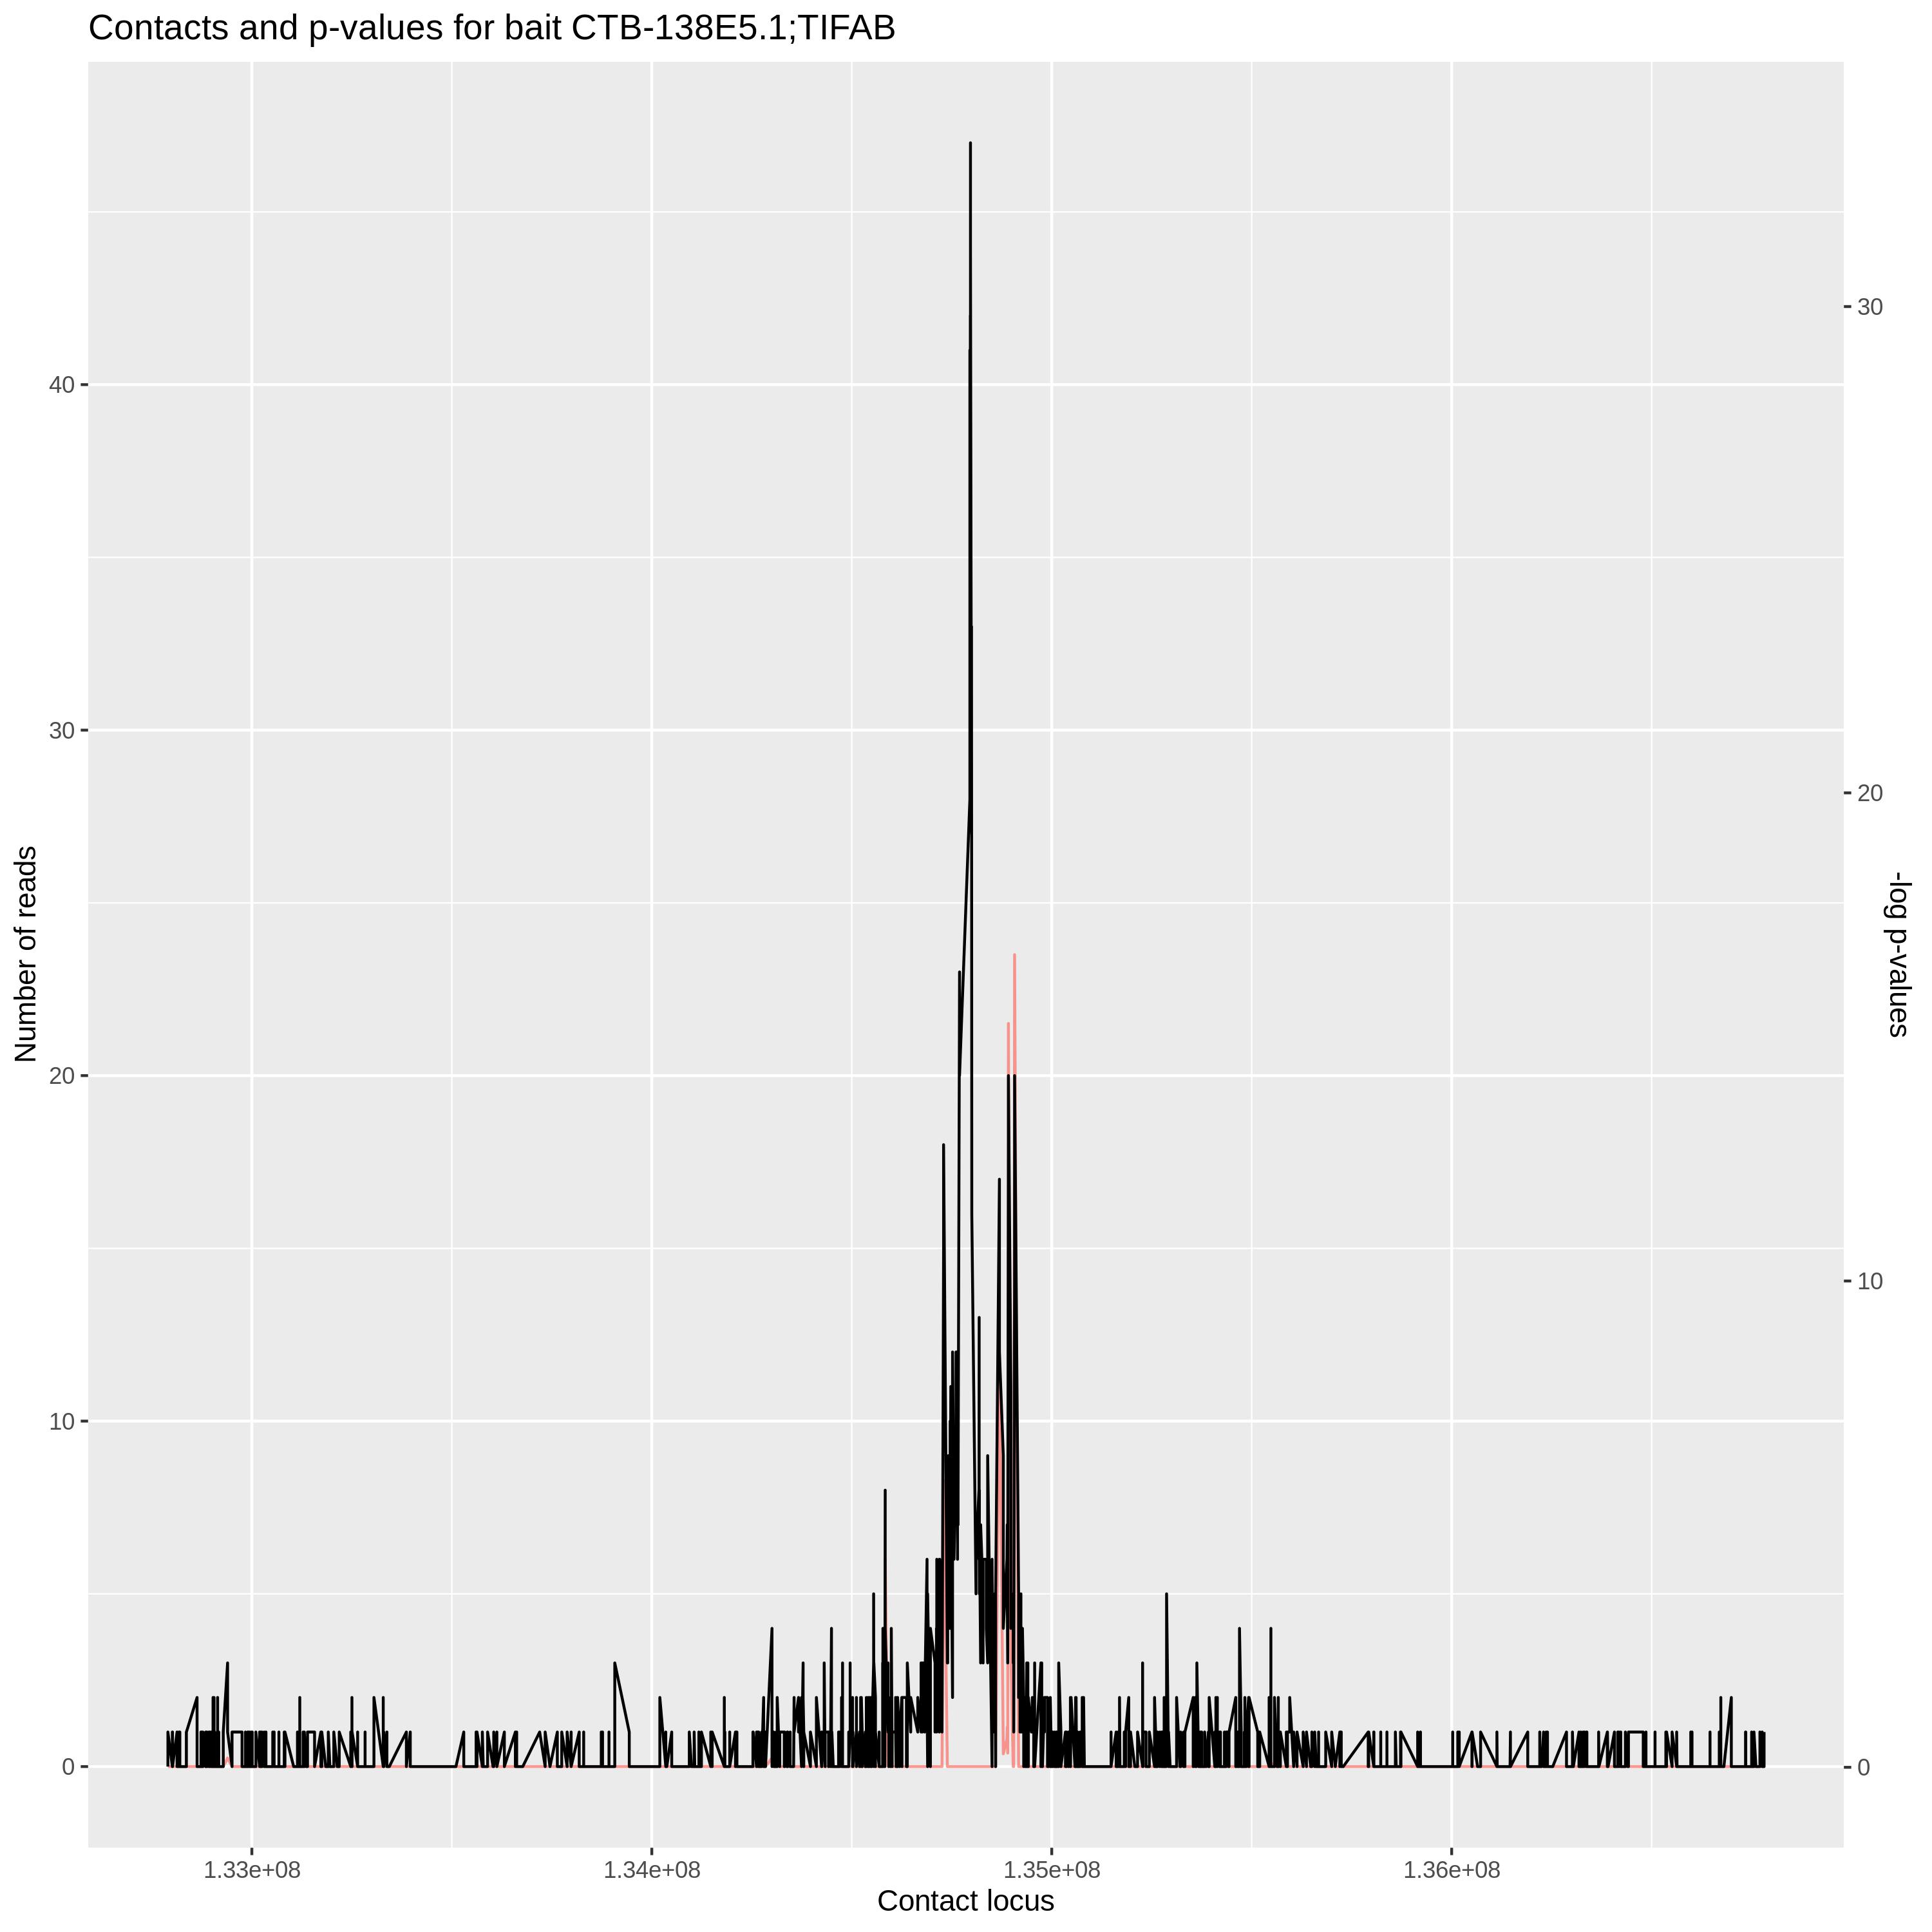 Contacts and p-values for bait CTB-138E5.1;TIFAB
Number of reads
40
30
20
10
0
30
20
10
0
-log p-values
1.33e+08
1.34e+08
1.35e+08
1.36e+08
Contact locus